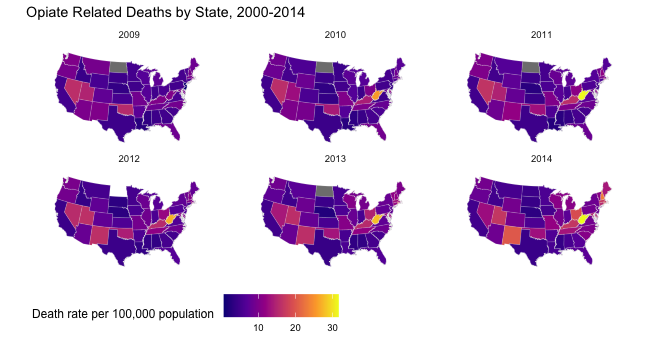 Opiate Related Deaths by State, 2000-2014
2009 2010 2011
2012 2013 2014
Death rate per 100,000 population
10 20 30